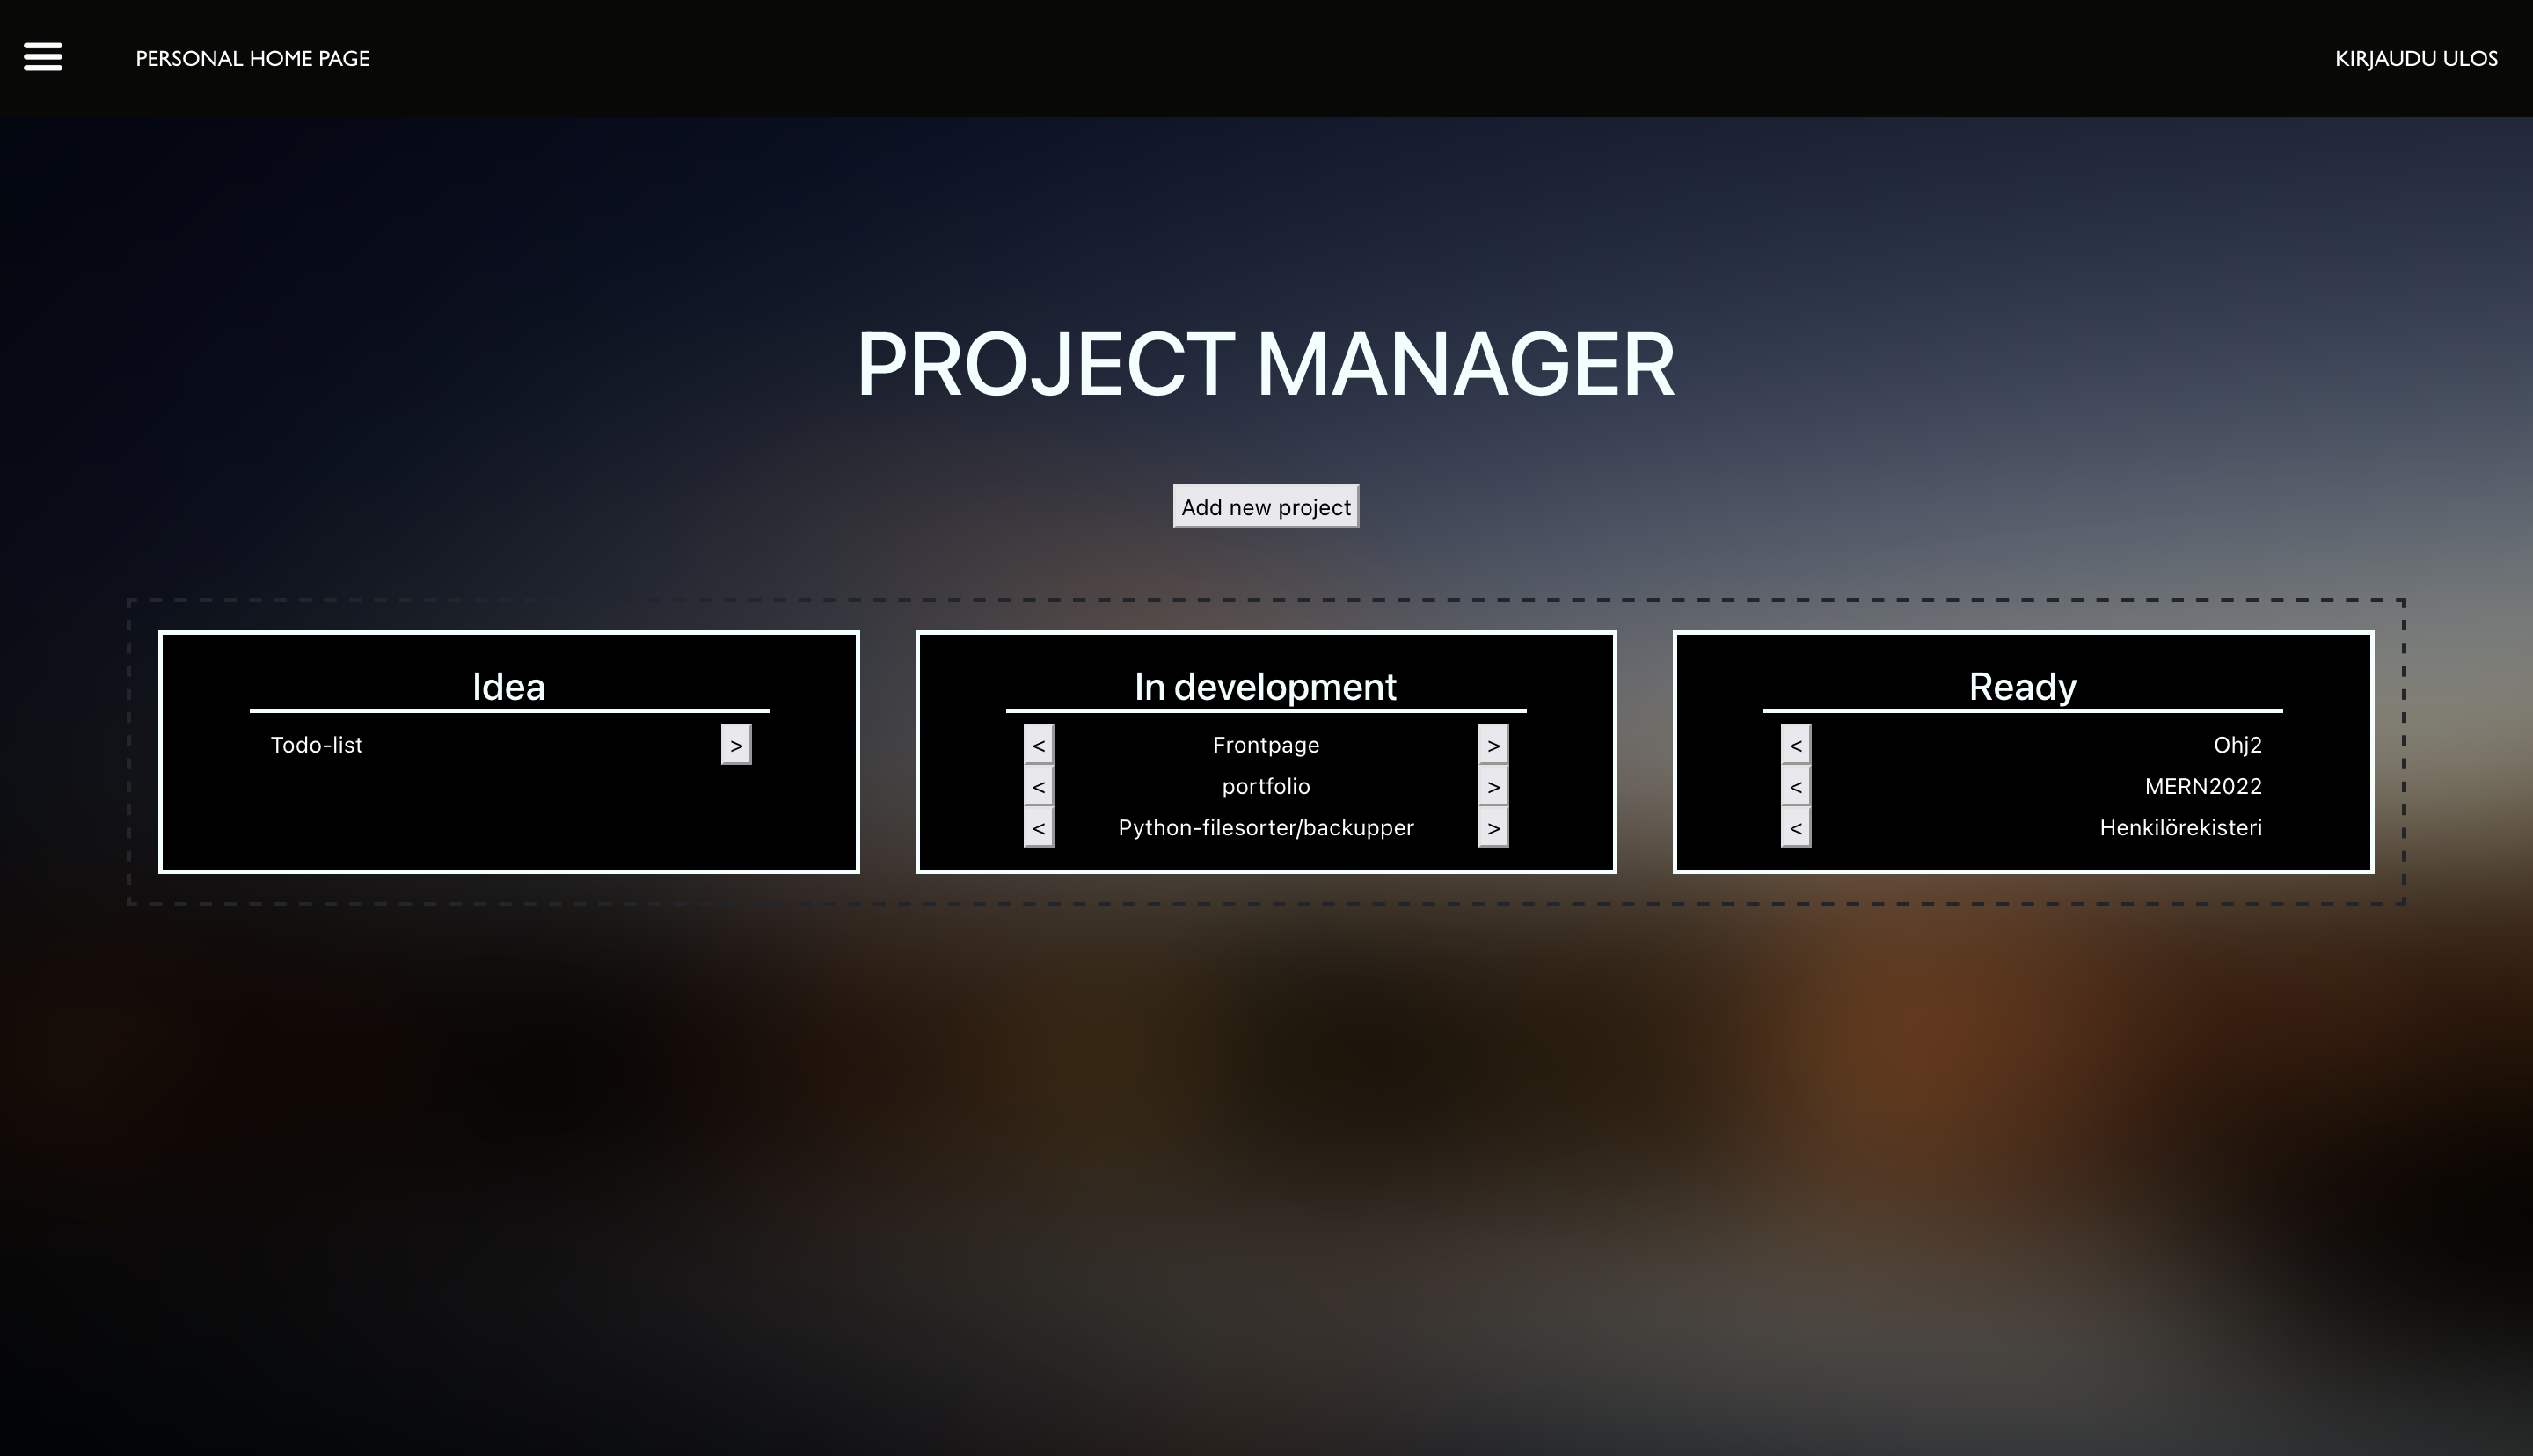 PERSONAL HOME PAGE
KIRJAUDU ULOS
PROJECT MANAGER
Add new project
Idea
Todo-list >
In development
< Frontpage >
< portfolio >
< Python-filesorter/backupper >
Ready
< Ohj2
< MERN2022
< Henkilörekisteri